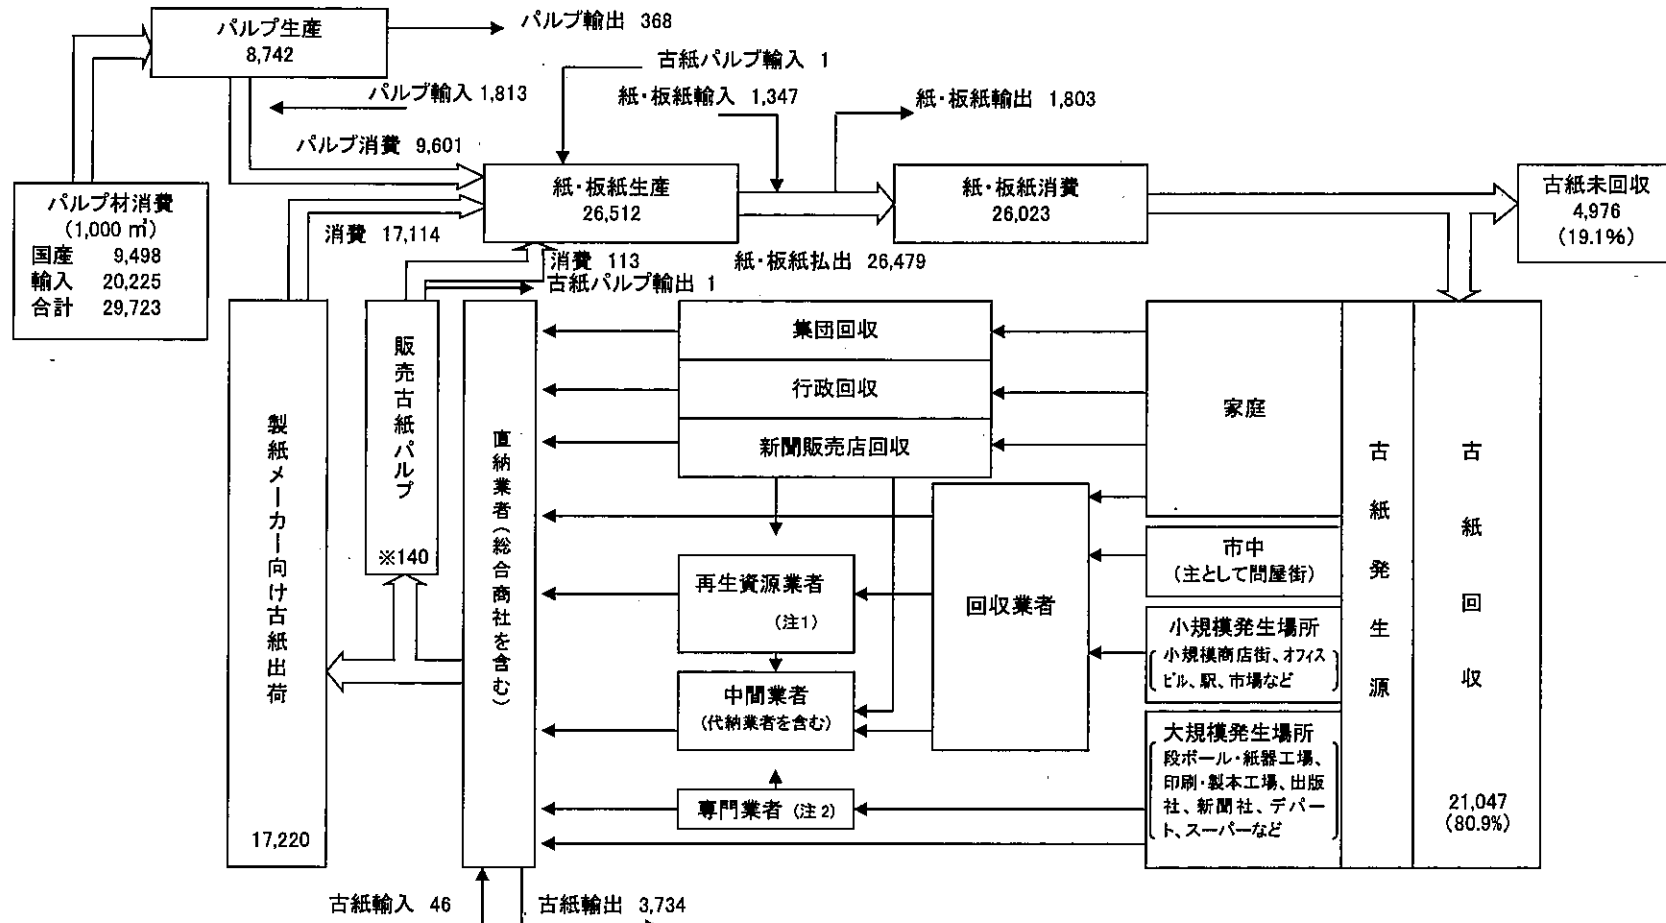 パルプ生産
8,742
パルプ輸出 368
古紙パルプ輸入 1
パルプ輸入 1,813
紙・板紙輸入 1,347
紙・板紙輸出 1,803
パルプ消費 9,601
パルプ材消費
(1,000 ㎥)
国産 9,498
輸入 20,225
合計 29,723
紙・板紙生産
26,512
紙・板紙消費
26,023
古紙未回収
4,976
(19.1%)
消費 17,114
消費 113
古紙パルプ輸出 1
紙・板紙払出 26,479
製紙メーカー向け古紙出荷
17,220
販売古紙パルプ
※140
直納業者(総合商社を含む)
集団回収
行政回収
新聞販売店回収
再生資源業者
(注1)
中間業者
(代納業者を含む)
専門業者 (注2)
回収業者
家庭
市中
(主として問屋街)
小規模発生場所
小規模商店街、オフィス
ビル、駅、市場など
大規模発生場所
段ボール・紙器工場、
印刷・製本工場、出版
社、新聞社、デパー
ト、スーパーなど
古紙発生源
古紙回収
21,047
(80.9%)
古紙輸入 46
古紙輸出 3,734